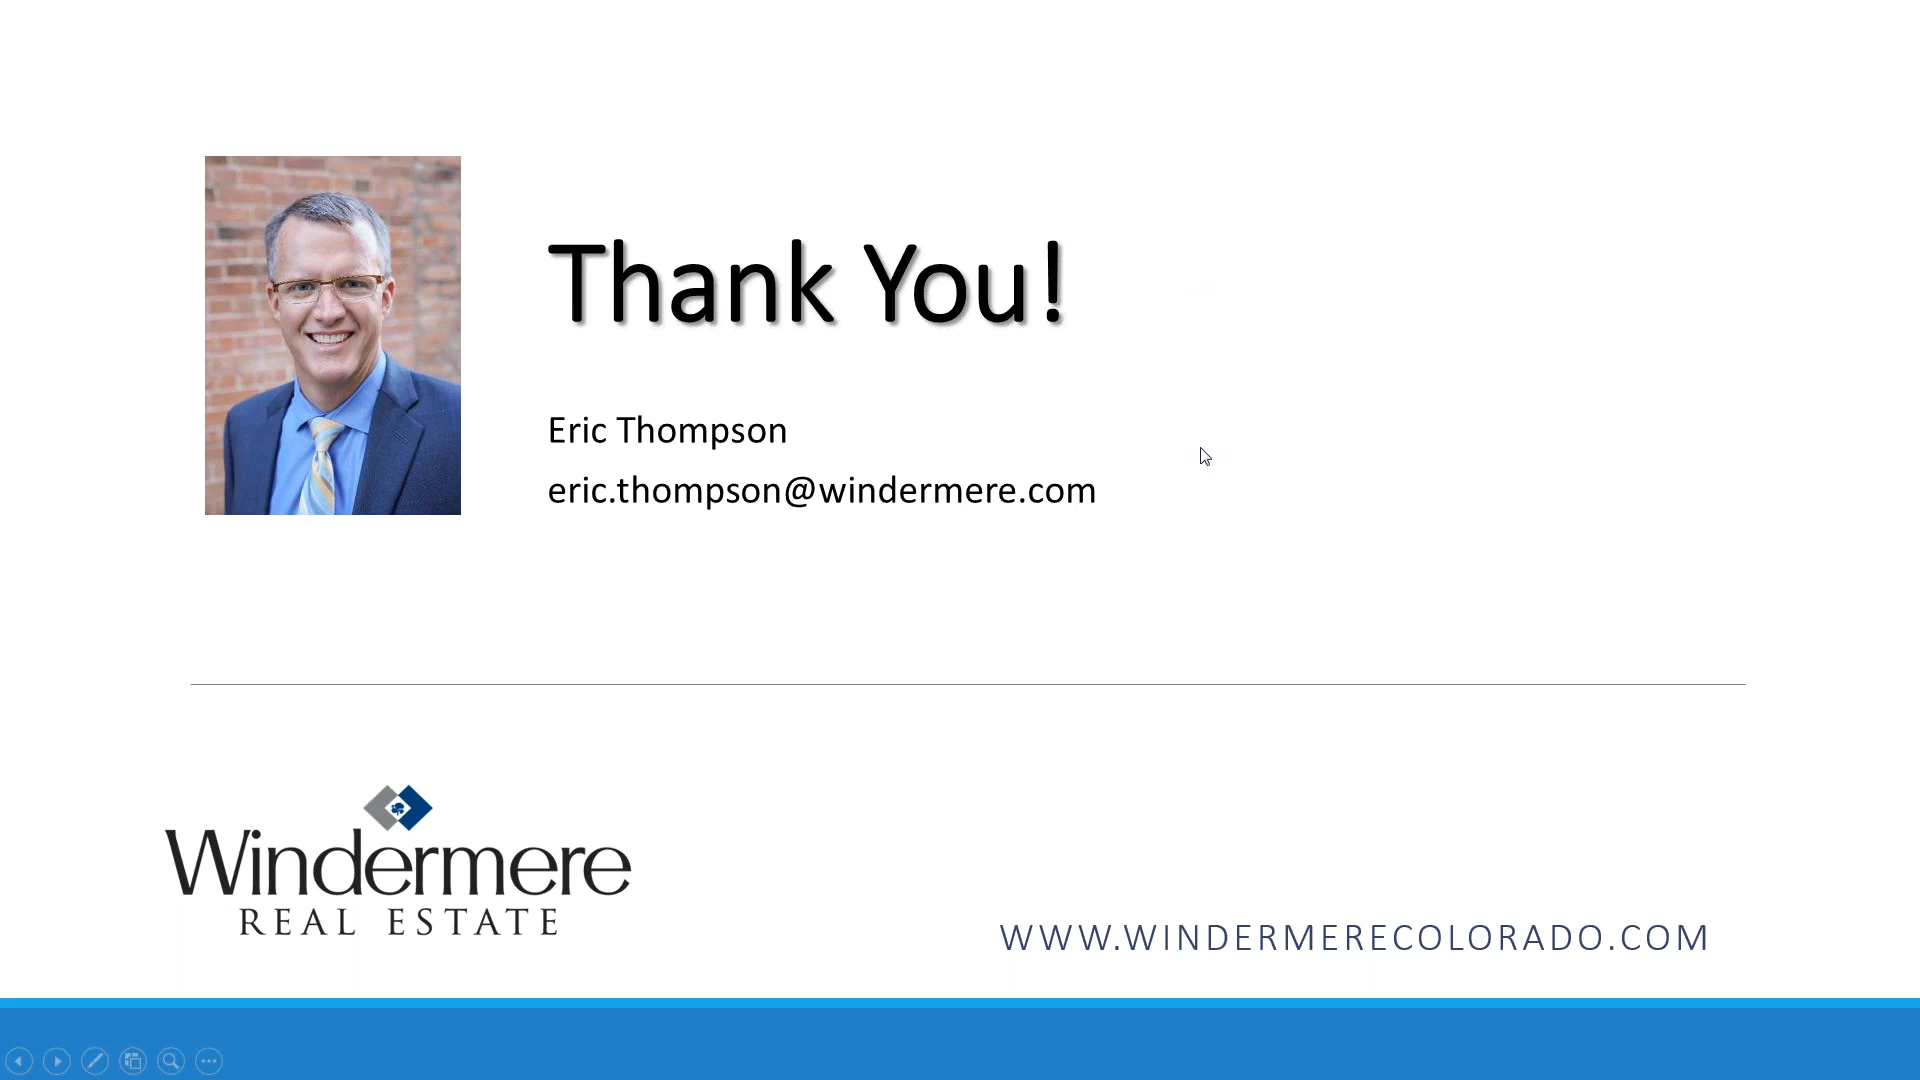 Thank You!
Eric Thompson
eric.thompson@windermere.com
Windermere
REAL ESTATE
WWW.WINDERMERECOLORADO.COM